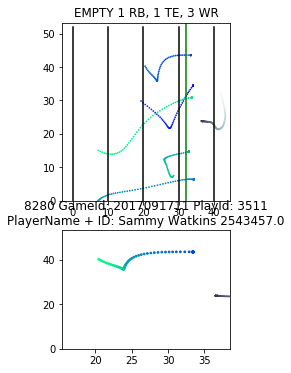 EMPTY 1 RB, 1 TE, 3 WR
50
40
30
20
10
0
0 10 20 30 40
8280 GameId: 2017091711 PlayId: 3511
PlayerName + ID: Sammy Watkins 2543457.0
40
20
0
20 25 30 35